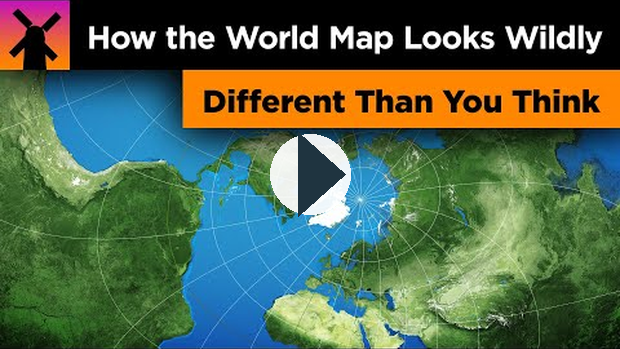 How the World Map Looks Wildly
Different Than You Think